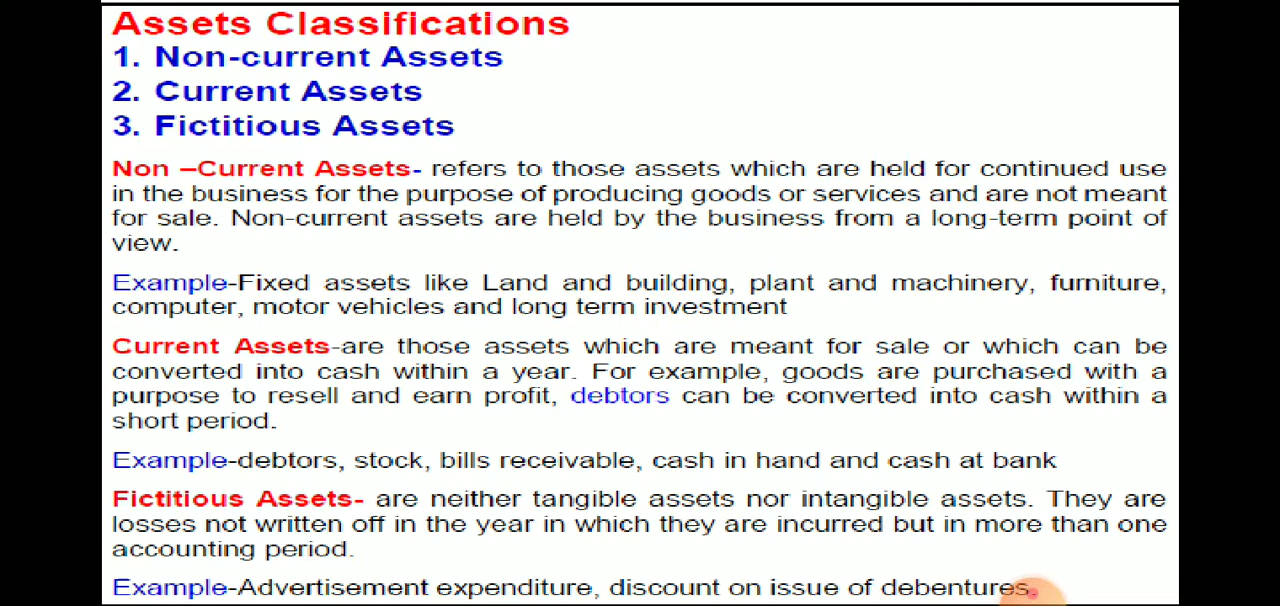 Assets Classifications
1. Non-current Assets
2. Current Assets
3. Fictitious Assets
Non –Current Assets- refers to those assets which are held for continued use
in the business for the purpose of producing goods or services and are not meant
for sale. Non-current assets are held by the business from a long-term point of
view.
Example-Fixed assets like Land and building, plant and machinery, furniture,
computer, motor vehicles and long term investment
Current Assets-are those assets which are meant for sale or which can be
converted into cash within a year. For example, goods are purchased with a
purpose to resell and earn profit, debtors can be converted into cash within a
short period.
Example-debtors, stock, bills receivable, cash in hand and cash at bank
Fictitious Assets- are neither tangible assets nor intangible assets. They are
losses not written off in the year in which they are incurred but in more than one
accounting period.
Example-Advertisement expenditure, discount on issue of debentures.